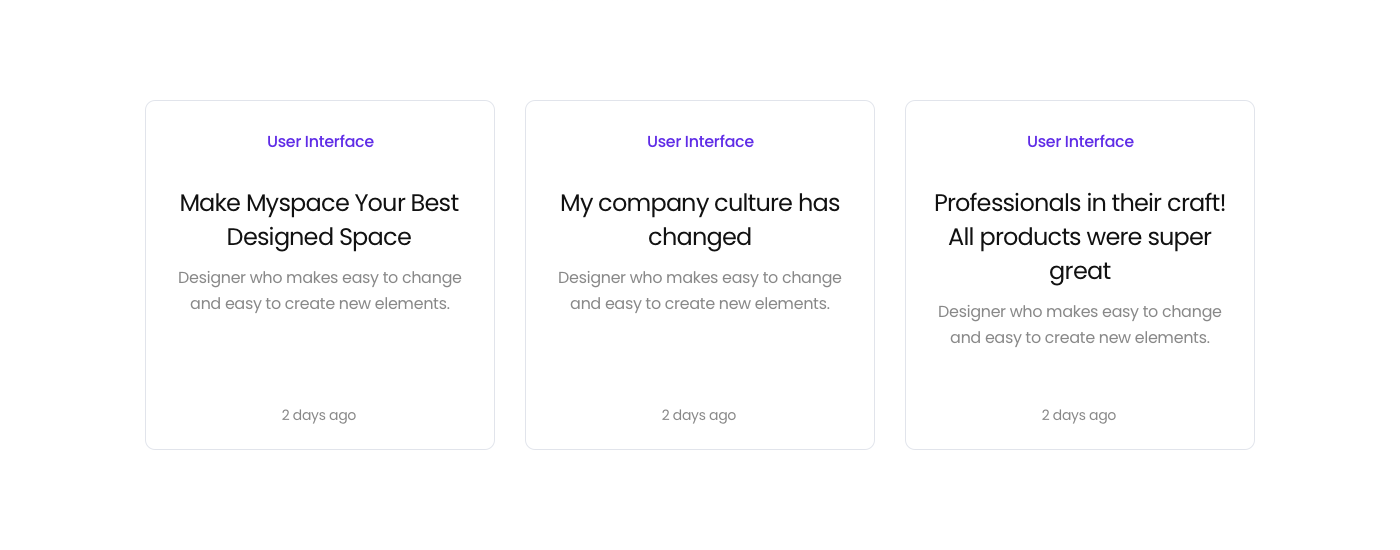 User Interface
Make Myspace Your Best
Designed Space
Designer who makes easy to change
and easy to create new elements.
2 days ago
User Interface
My company culture has
changed
Designer who makes easy to change
and easy to create new elements.
2 days ago
User Interface
Professionals in their craft!
All products were super
great
Designer who makes easy to change
and easy to create new elements.
2 days ago